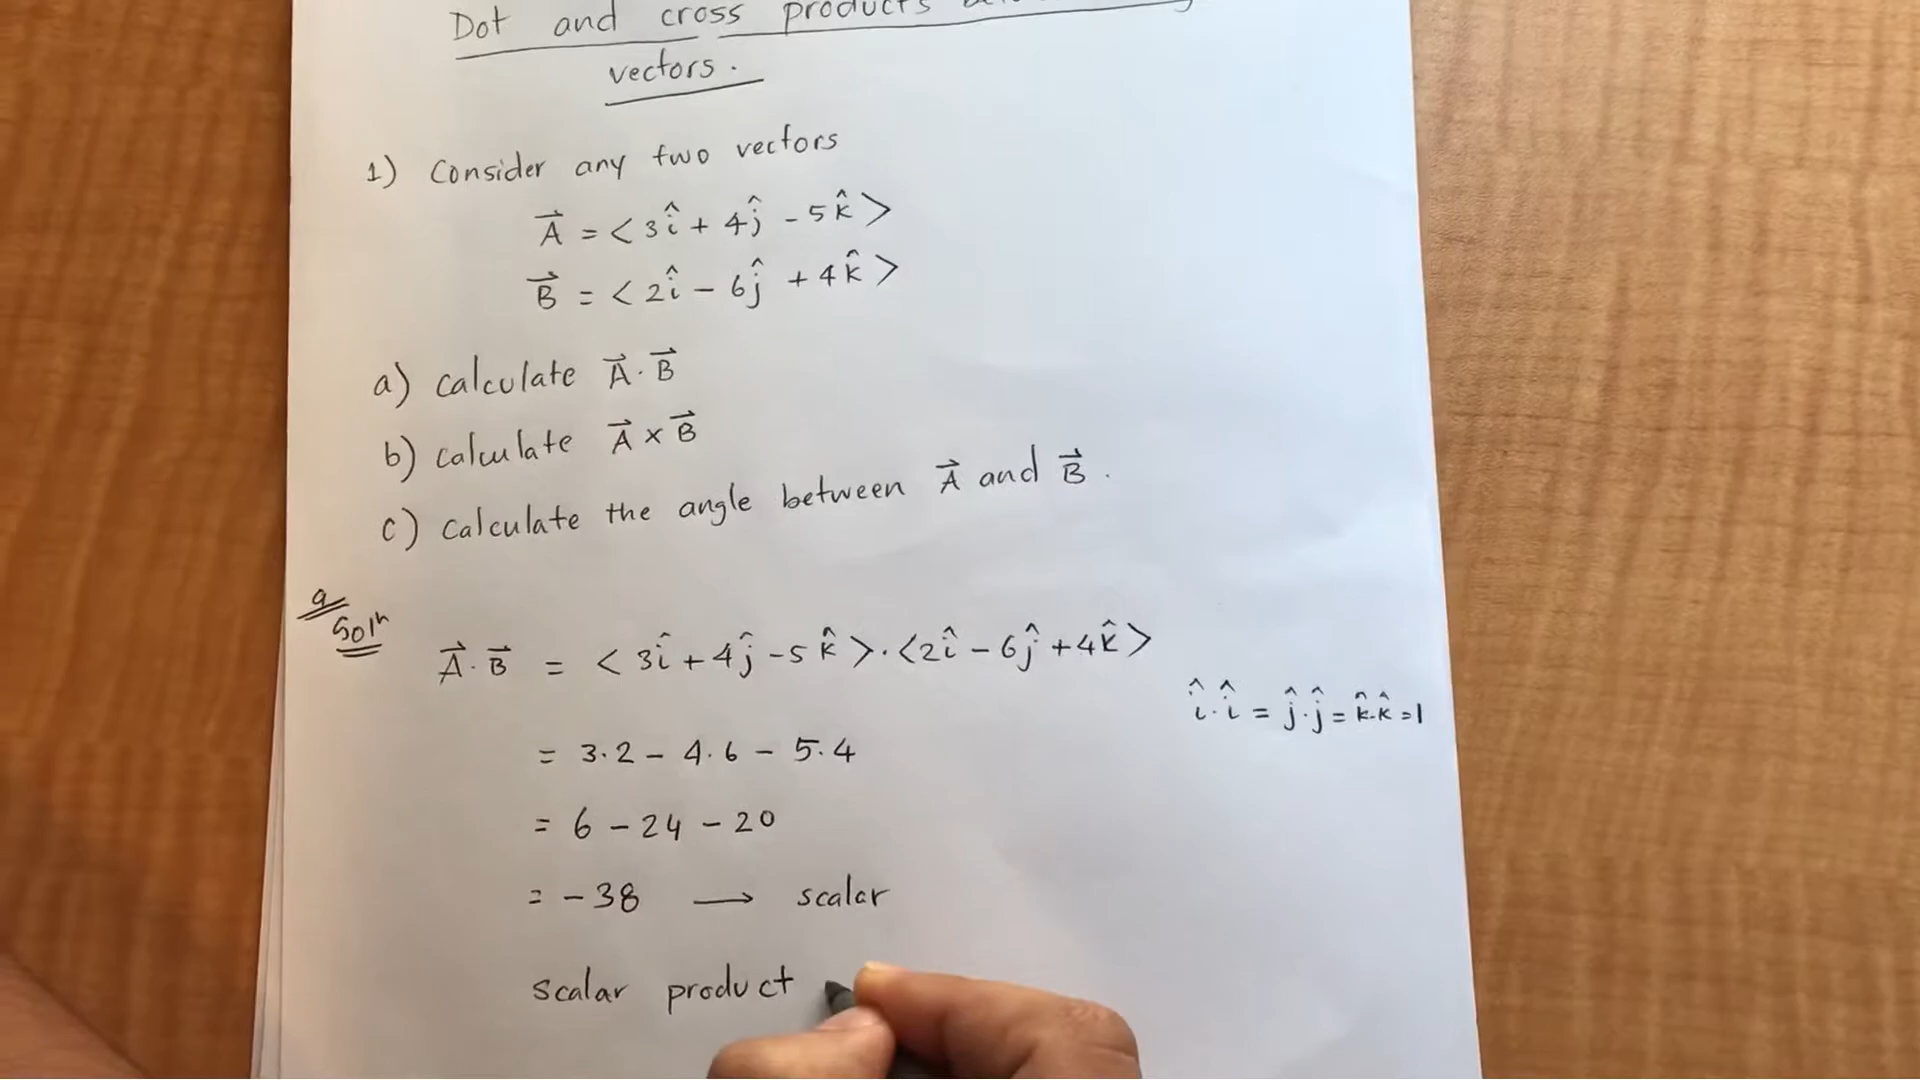 Dot and cross products
vectors.
1) Consider any two vectors
A⃗ = < 3î + 4ĵ - 5k̂ >
B⃗ = < 2î - 6ĵ + 4k̂ >
a) calculate A⃗ · B⃗
b) calculate A⃗ x B⃗
c) calculate the angle between A⃗ and B⃗.
a
Solⁿ
A⃗ · B⃗ = < 3î + 4ĵ - 5k̂ > · < 2î - 6ĵ + 4k̂ >
î·î = ĵ·ĵ = k̂·k̂ = 1
= 3·2 - 4·6 - 5·4
= 6 - 24 - 20
= -38 → scalar
scalar product